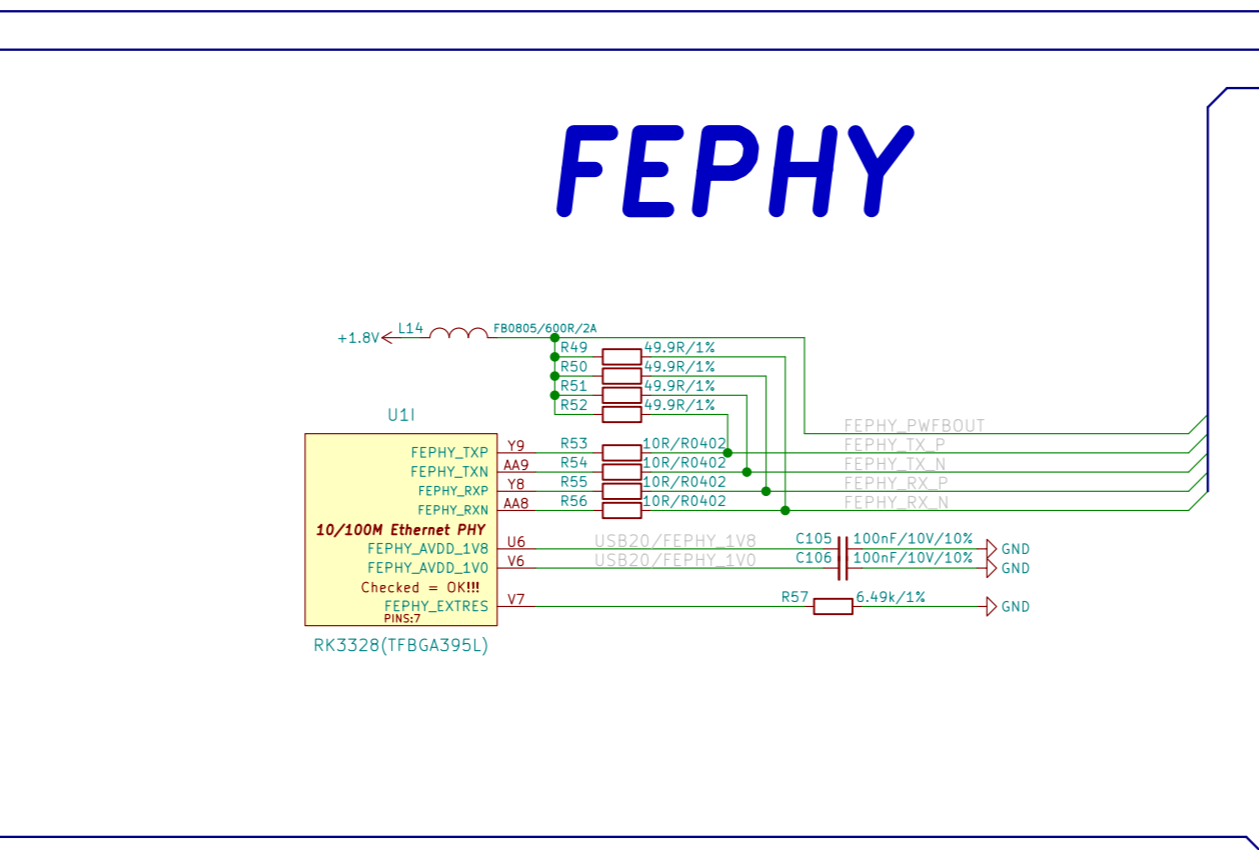 FEPHY
+1.8V L14 FB0805/600R/2A
R49 49.9R/1%
R50 49.9R/1%
R51 49.9R/1%
R52 49.9R/1%
U1I
FEPHY_PWFBOUT
FEPHY_TXP Y9 R53 10R/R0402 FEPHY_TX_P
FEPHY_TXN AA9 R54 10R/R0402 FEPHY_TX_N
FEPHY_RXP Y8 R55 10R/R0402 FEPHY_RX_P
FEPHY_RXN AA8 R56 10R/R0402 FEPHY_RX_N
10/100M Ethernet PHY
FEPHY_AVDD_1V8 U6 USB20/FEPHY_1V8 C105 100nF/10V/10% GND
FEPHY_AVDD_1V0 V6 USB20/FEPHY_1V0 C106 100nF/10V/10% GND
Checked = OK!!!
FEPHY_EXTRES V7 R57 6.49k/1% GND
PINS:7
RK3328(TFBGA395L)